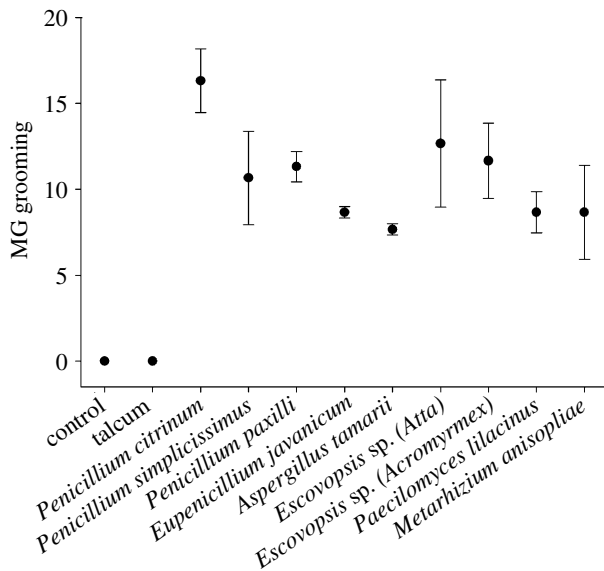 20
15
10
5
0
MG grooming
control
talcum
Penicillium citrinum
Penicillium simplicissimus
Penicillium paxilli
Eupenicillium javanicum
Aspergillus tamarii
Escovopsis sp. (Atta)
Escovopsis sp. (Acromyrmex)
Paecilomyces lilacinus
Metarhizium anisopliae